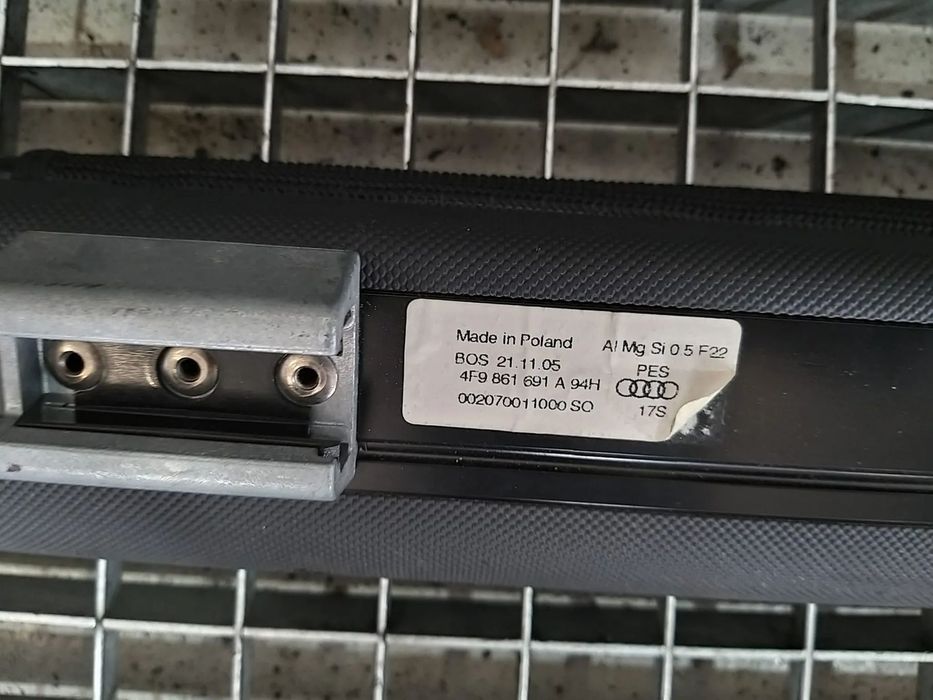 Made in Poland
Al Mg Si 0 5 F22
BOS 21.11.05
PES
4F9 861 691 A 94H
002070011000 SO
17S